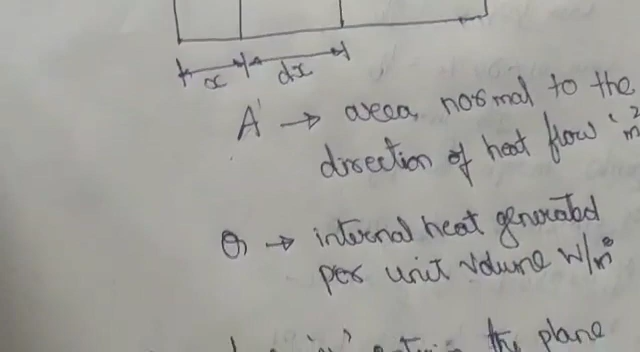 x dx
A → area normal to the
direction of heat flow m²
→ internal heat generated
per unit volume W/m³
the plane